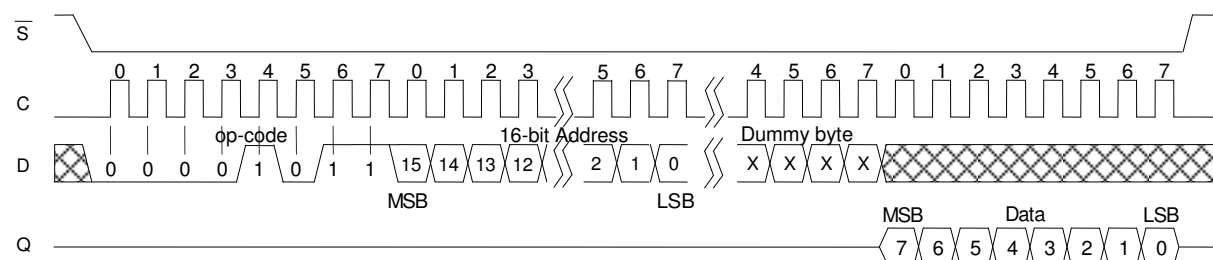 S
0 1 2 3 4 5 6 7 0 1 2 3 5 6 7 4 5 6 7 0 1 2 3 4 5 6 7
C
op-code 16-bit Address Dummy byte
D 0 0 0 0 1 0 1 1 15 14 13 12 2 1 0 X X X X
MSB LSB
MSB Data LSB
Q 7 6 5 4 3 2 1 0